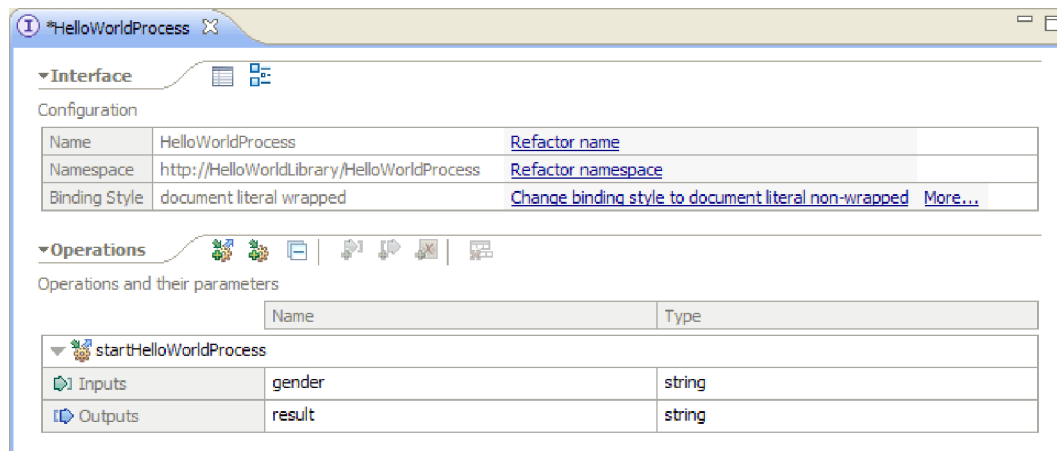 *HelloWorldProcess
Interface
Configuration
Name HelloWorldProcess Refactor name
Namespace http://HelloWorldLibrary/HelloWorldProcess Refactor namespace
Binding Style document literal wrapped Change binding style to document literal non-wrapped More...
Operations
Operations and their parameters
Name Type
startHelloWorldProcess
Inputs gender string
Outputs result string